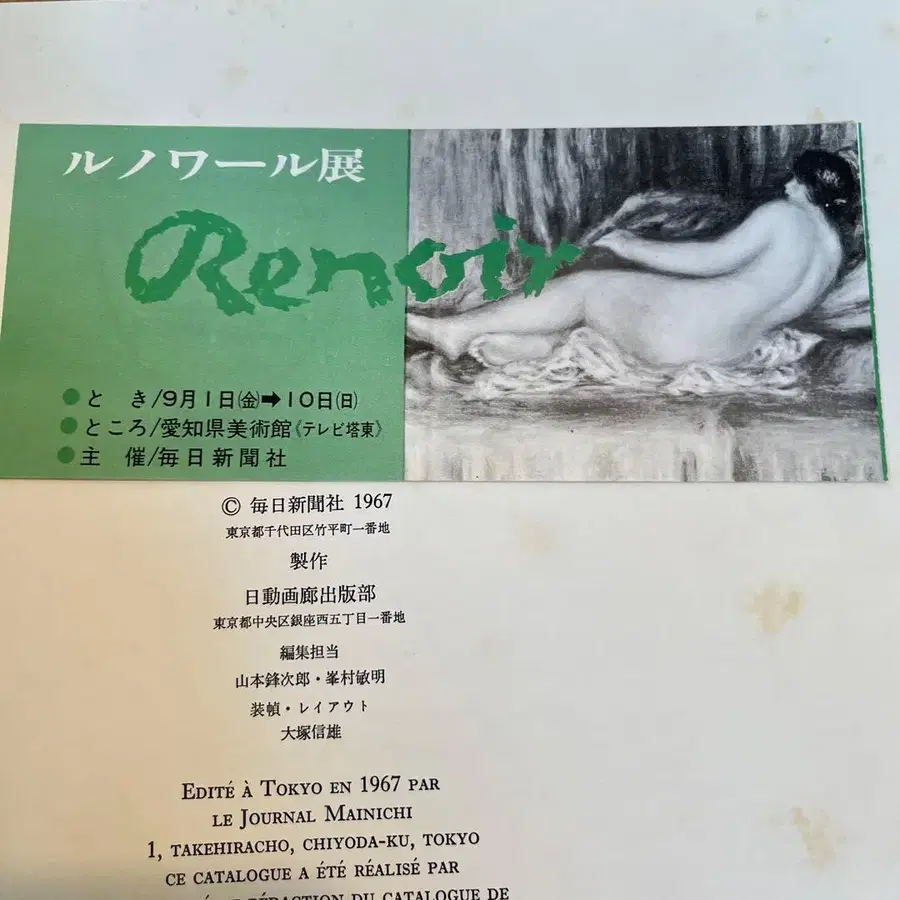 ルノワール展
Renoir
●とき/9月1日㈮➡10日㈰
●ところ/愛知県美術館《テレビ塔東》
●主催/毎日新聞社
© 毎日新聞社 1967
東京都千代田区竹平町一番地
製作
日動画廊出版部
東京都中央区銀座西五丁目一番地
編集担当
山本鋒次郎・峯村敏明
装幀・レイアウト
大塚信雄
EDITÉ À TOKYO EN 1967 PAR
LE JOURNAL MAINICHI
1, TAKEHIRACHO, CHIYODA-KU, TOKYO
CE CATALOGUE A ÉTÉ RÉALISÉ PAR
RÉDACTION DU CATALOGUE DE